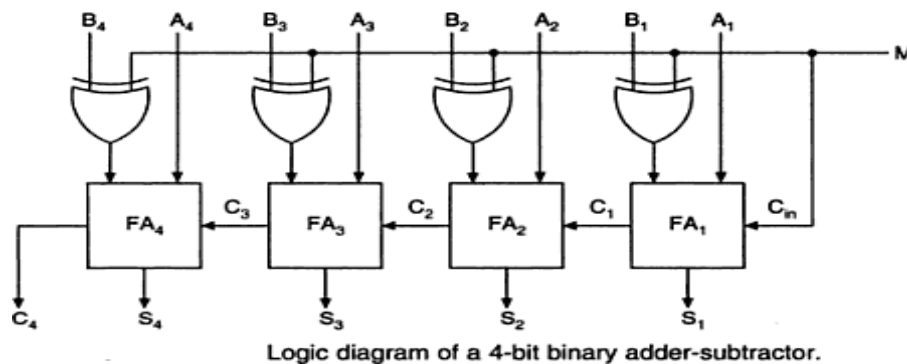 B₄ A₄ B₃ A₃ B₂ A₂ B₁ A₁
M
FA₄ C₃ FA₃ C₂ FA₂ C₁ FA₁ Cin
C₄ S₄ S₃ S₂ S₁
Logic diagram of a 4-bit binary adder-subtractor.